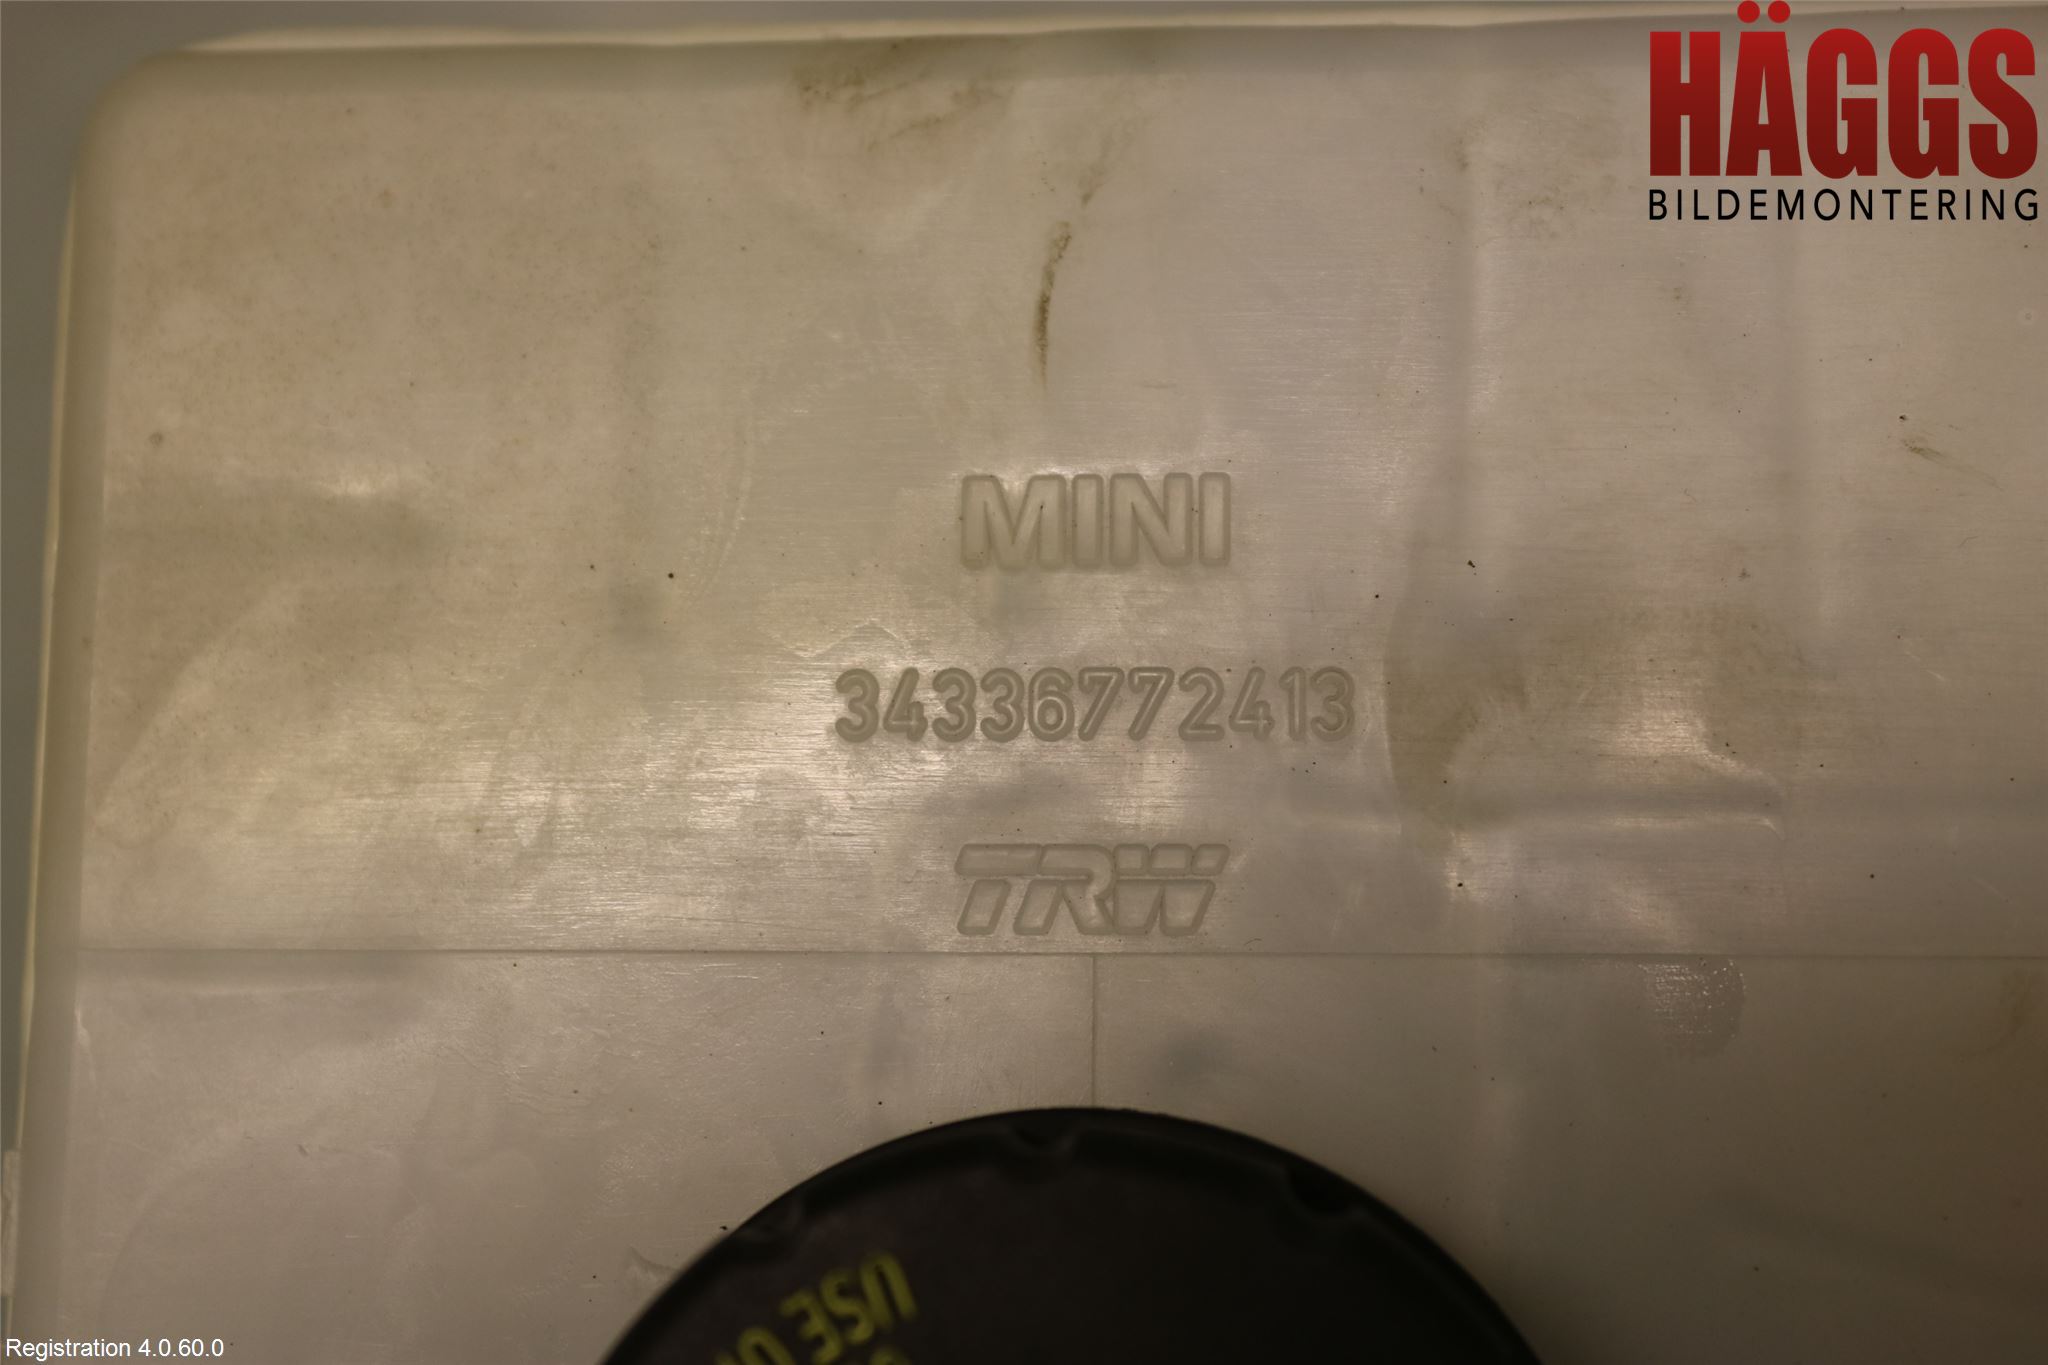 HÄGGS
BILDEMONTERING
MINI
34336772413
TRW
USE
Registration 4.0.60.0